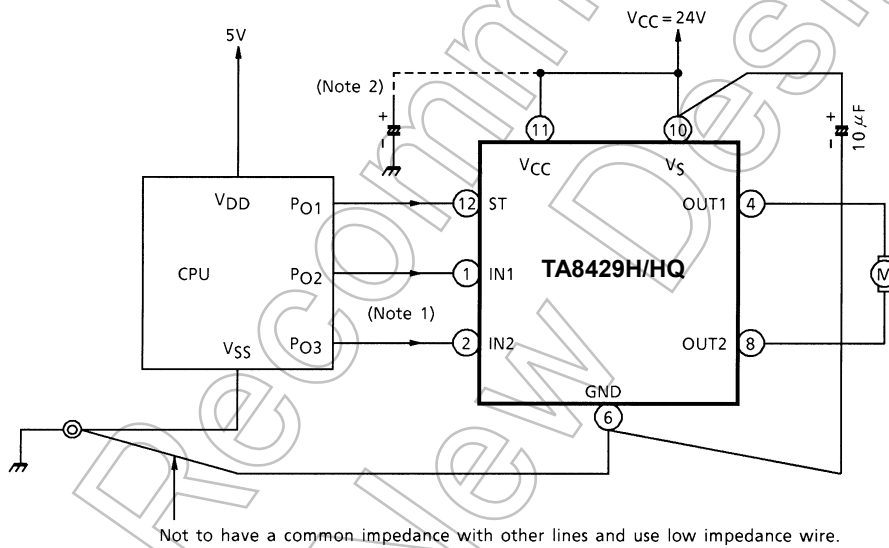 VCC = 24V
5V
(Note 2)
+
-
11
10
+
-
10 μF
VCC
VS
VDD
PO1
12
ST
OUT1
4
CPU
PO2
1
IN1
TA8429H/HQ
M
(Note 1)
VSS
PO3
2
IN2
OUT2
8
GND
6
Not to have a common impedance with other lines and use low impedance wire.